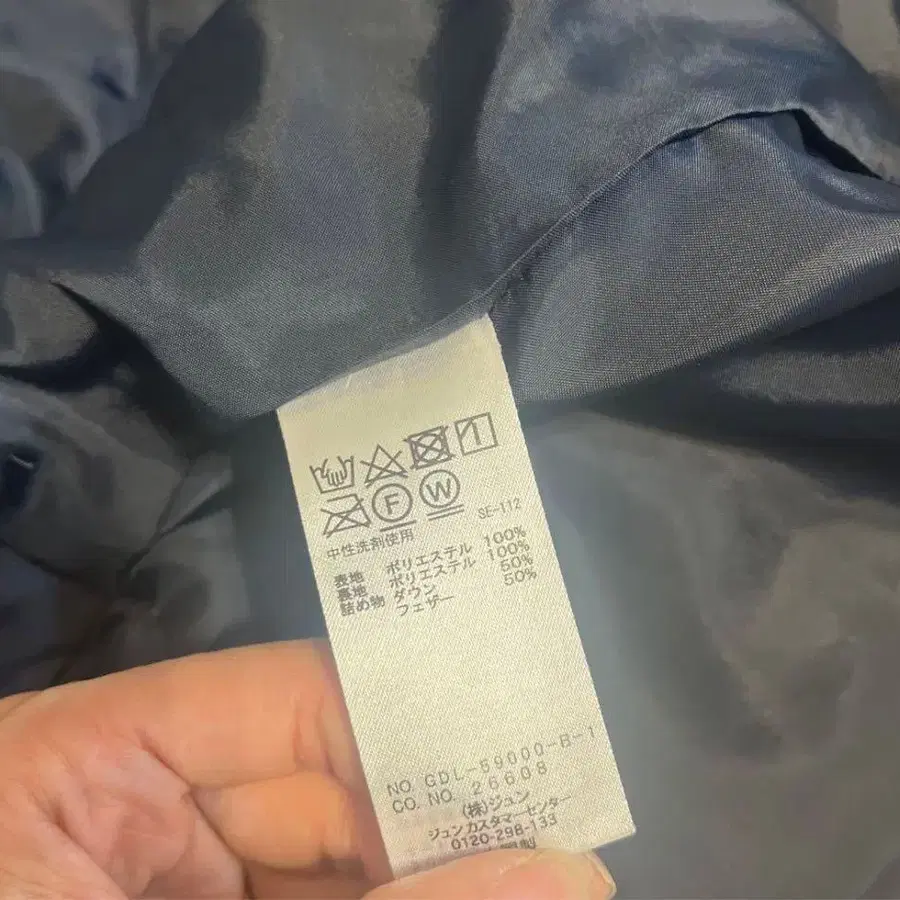 F W
SE-112
中性洗剤使用
表地 ポリエステル 100%
裏地 ポリエステル 100%
詰め物 ダウン 50%
フェザー 50%
NO. GDL-59000-B-1
CO. NO. 26608
(株)ジュン
ジュンカスタマーセンター
0120-298-133